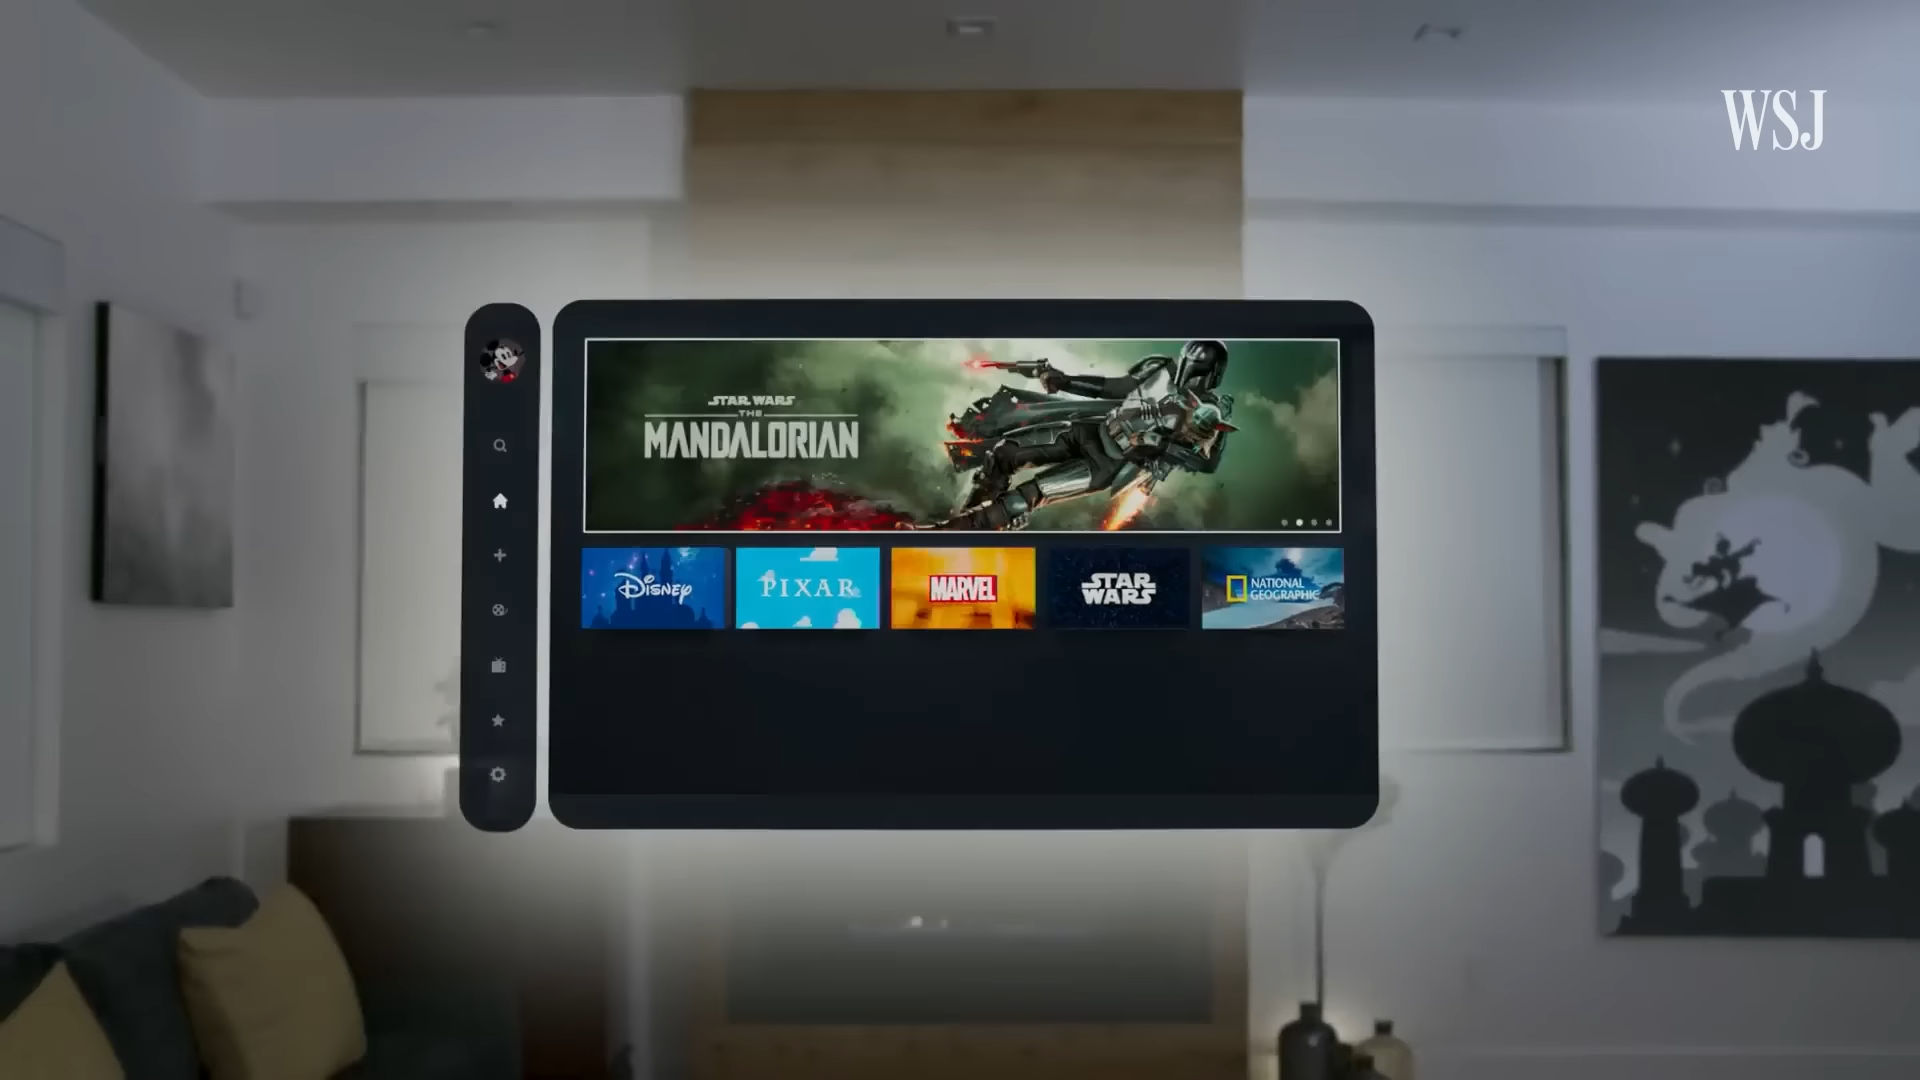 WSJ
STAR WARS
THE
MANDALORIAN
DISNEY
PIXAR
MARVEL
STAR
WARS
NATIONAL
GEOGRAPHIC